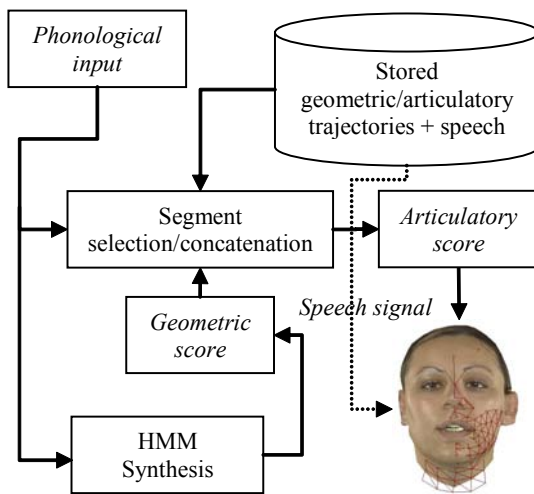 Phonological
input
Stored
geometric/articulatory
trajectories + speech
Segment
selection/concatenation
Articulatory
score
Geometric
score
Speech signal
HMM
Synthesis